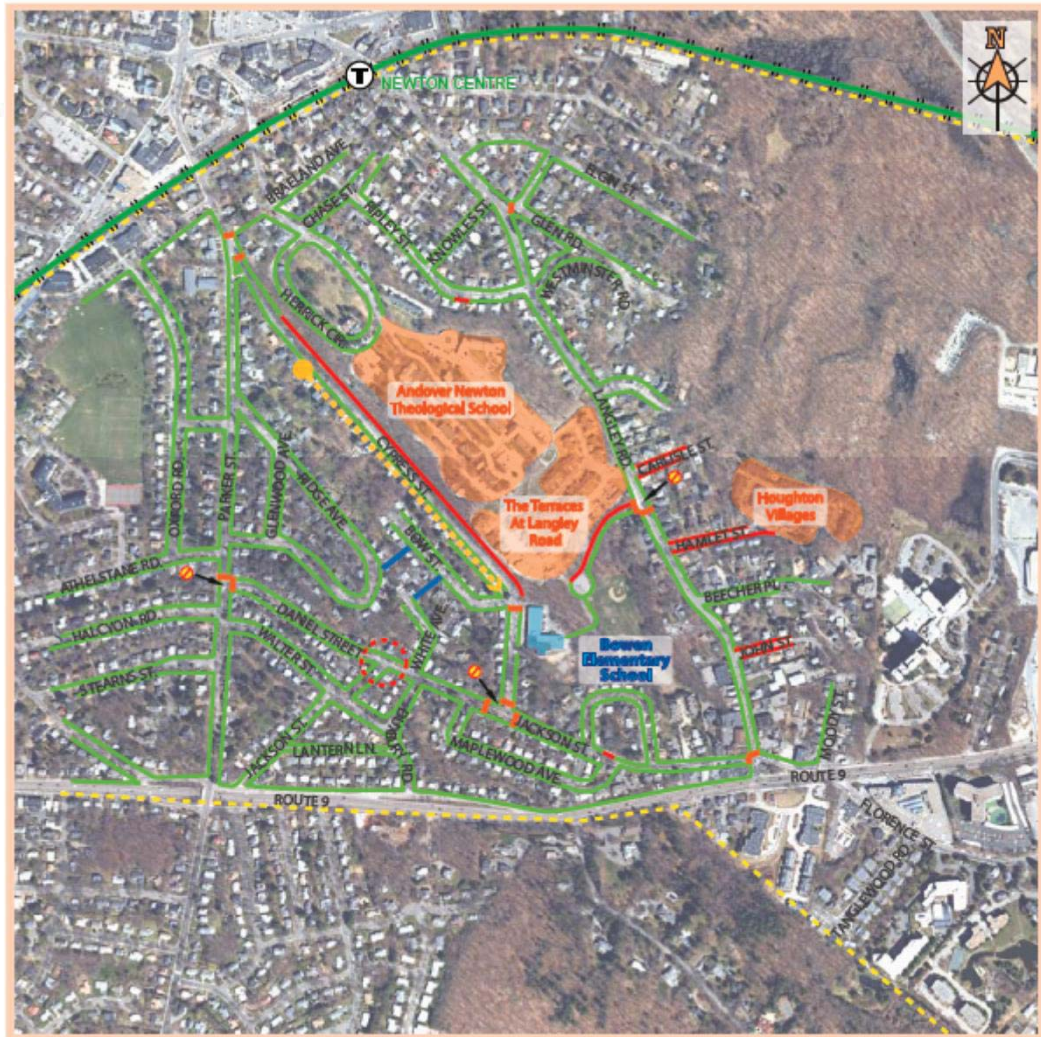 N
T
NEWTON CENTRE
BRAELAND AVE
CHASE ST.
RIPLEY ST.
KNOWLES ST.
ELGIN ST.
GLEN RD.
WESTMINSTER RD
HERRICK CIR.
Andover Newton
Theological School
LANGLEY RD.
CARLISLE ST.
CYPRESS ST.
OXFORD RD.
PARKER ST.
GLENWOOD AVE.
RIDGE AVE.
The Terraces
At Langley
Road
Houghton
Villages
HAMLET ST.
BOW ST.
ATHELSTANE RD.
BEECHER PL.
HALCYON RD.
DANIEL STREET
WHITE AVE.
Bowen
Elementary
School
JOHN ST.
WALTER ST.
STEARNS ST.
JACKSON ST.
JACKSON ST.
LANTERN LN.
MAPLEWOOD AVE.
MOODY ST.
ROUTE 9
ROUTE 9
FLORENCE ST.
TANGLEWOOD RD.